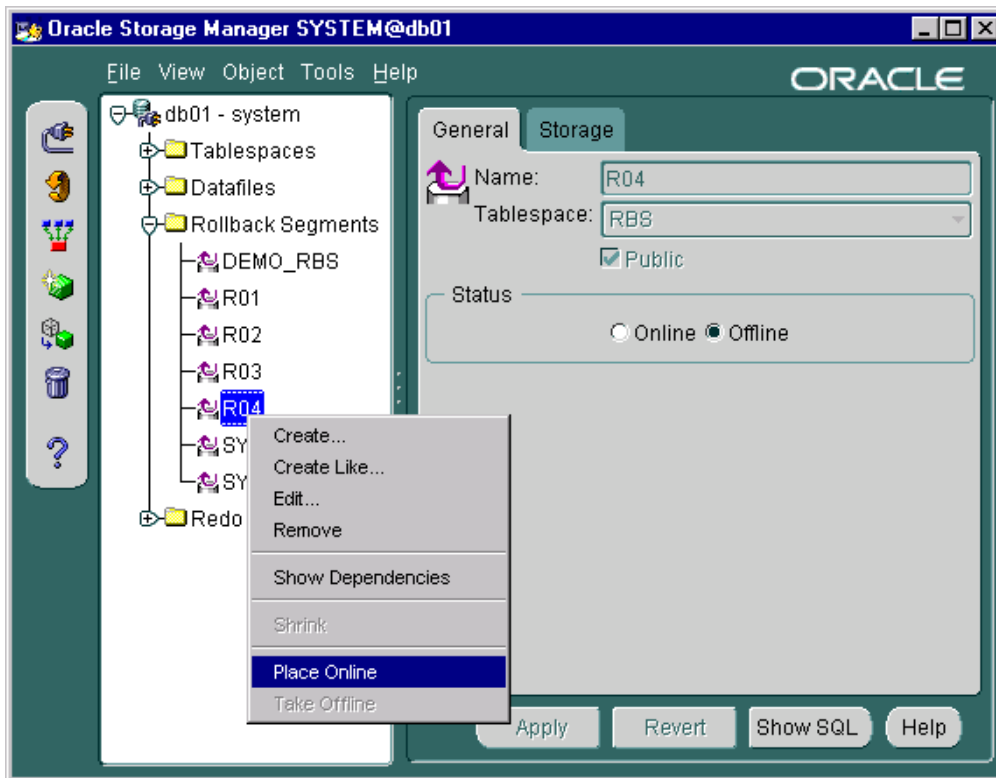 Oracle Storage Manager SYSTEM@db01
File View Object Tools Help
ORACLE
db01 - system
Tablespaces
Datafiles
Rollback Segments
DEMO_RBS
R01
R02
R03
R04
SY
SY
Redo
Create...
Create Like...
Edit...
Remove
Show Dependencies
Shrink
Place Online
Take Offline
General Storage
Name: R04
Tablespace: RBS
Public
Status
Online Offline
Apply Revert Show SQL Help